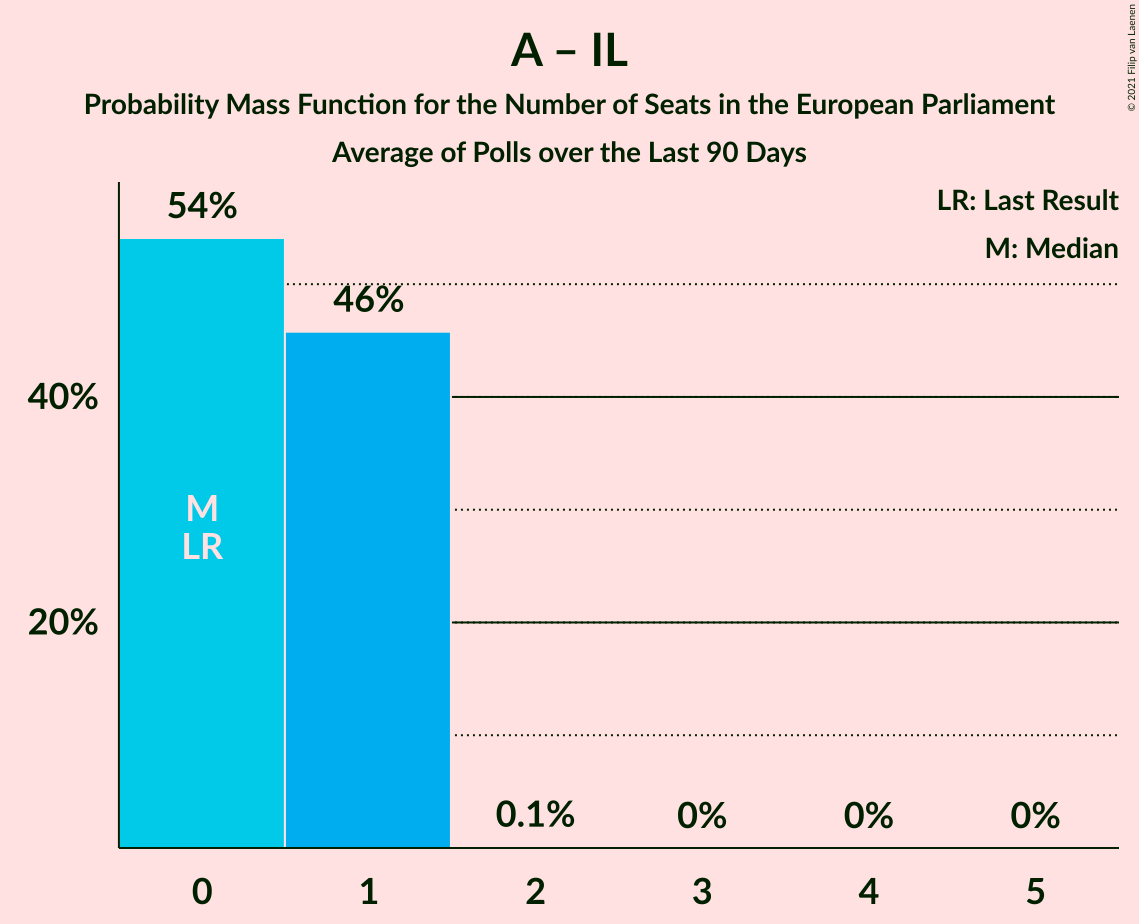 A – IL
Probability Mass Function for the Number of Seats in the European Parliament
Average of Polls over the Last 90 Days
© 2021 Filip van Laenen
LR: Last Result
M: Median
54%
46%
40%
M
LR
20%
0.1%
0%
0%
0%
0
1
2
3
4
5